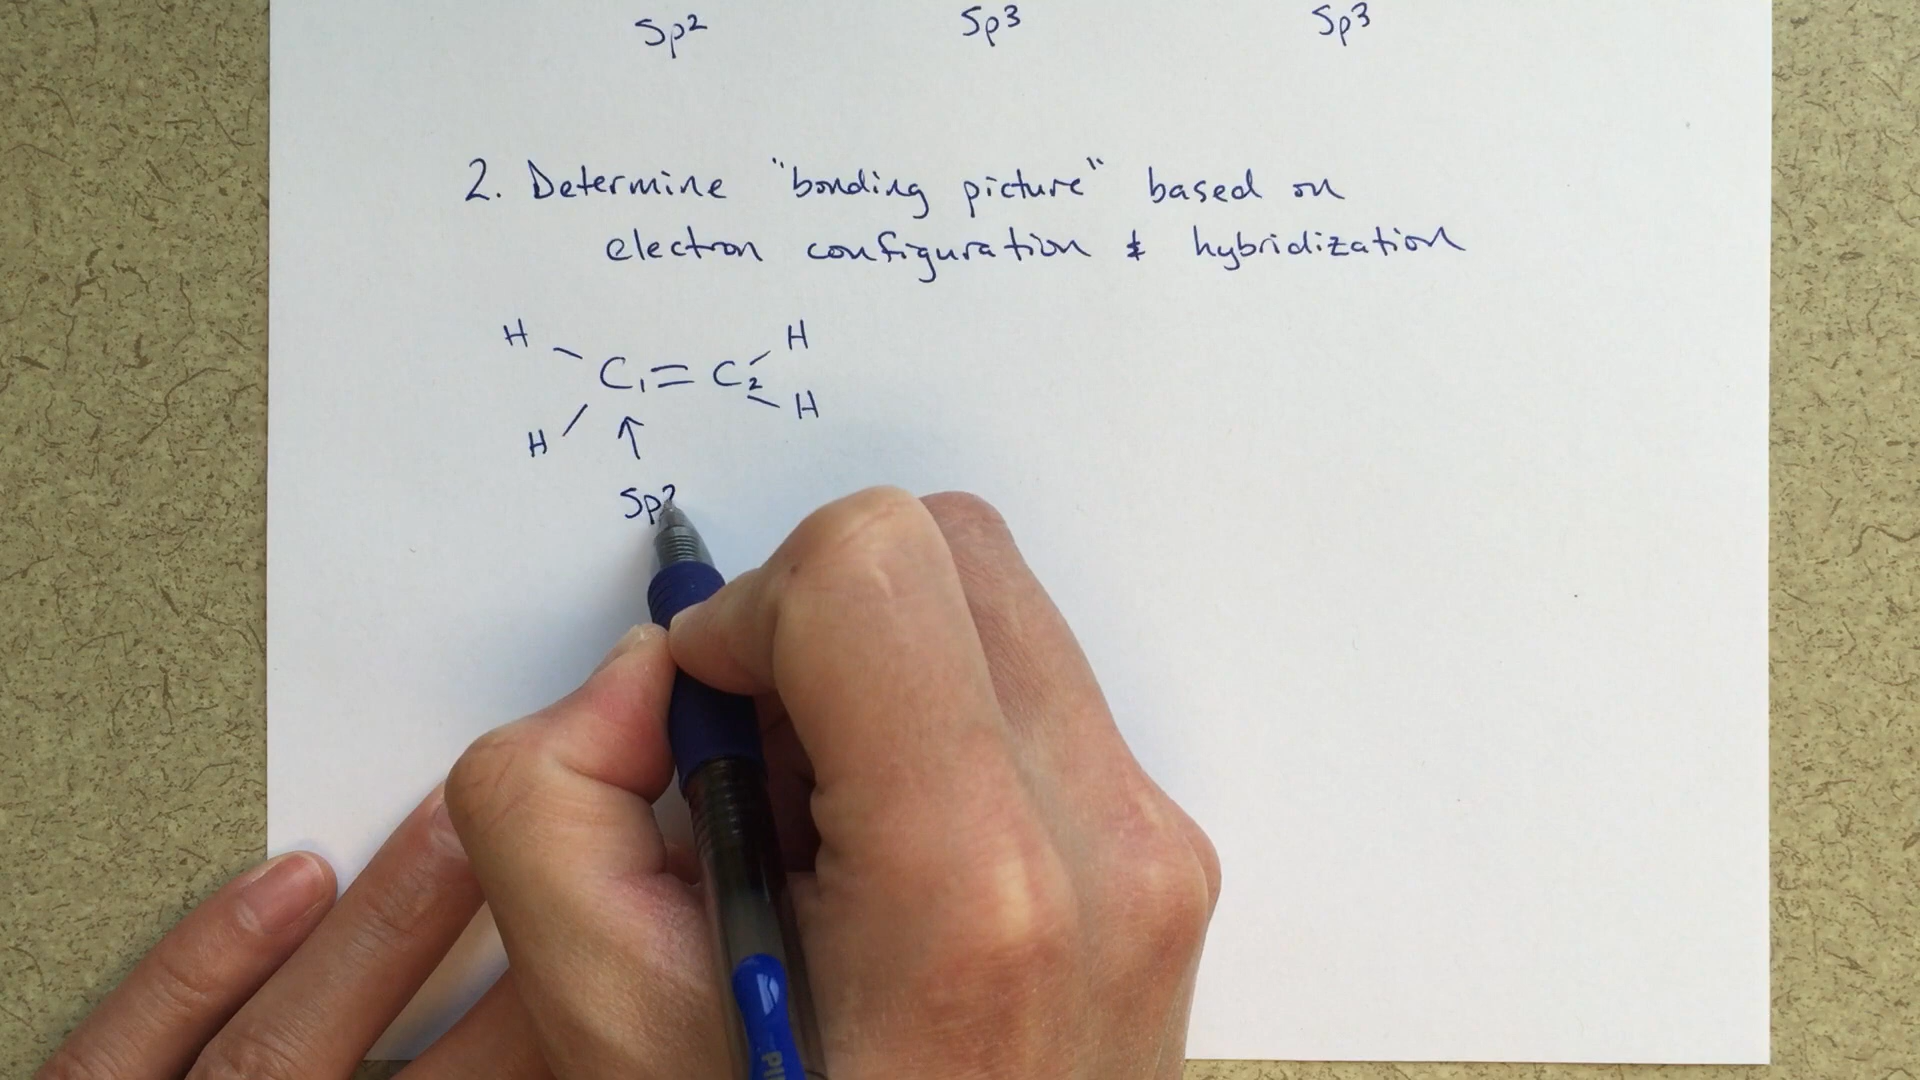 Sp2 Sp3 Sp3
2. Determine "bonding picture" based on
electron configuration & hybridization
H H
C1=C2
H H
↑
Sp2